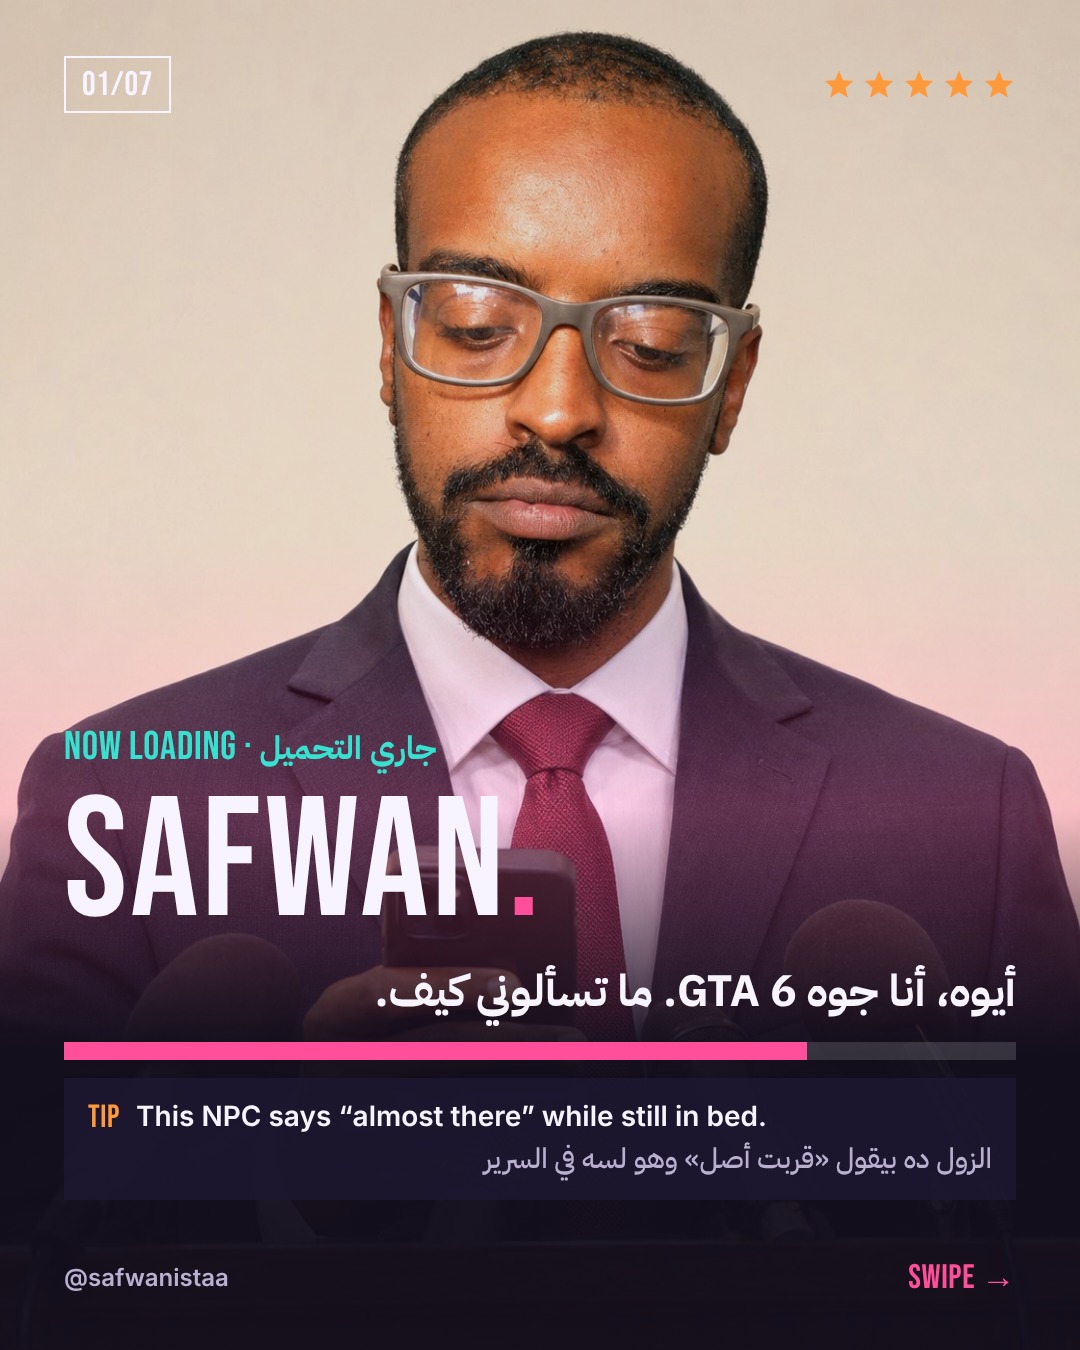 01/07
★★★★★
NOW LOADING · جاري التحميل
SAFWAN.
أيوه، أنا جوه GTA 6. ما تسألوني كيف.
TIP This NPC says “almost there” while still in bed.
الزول ده بيقول «قربت أصل» وهو لسه في السرير
@safwanistaa
SWIPE →